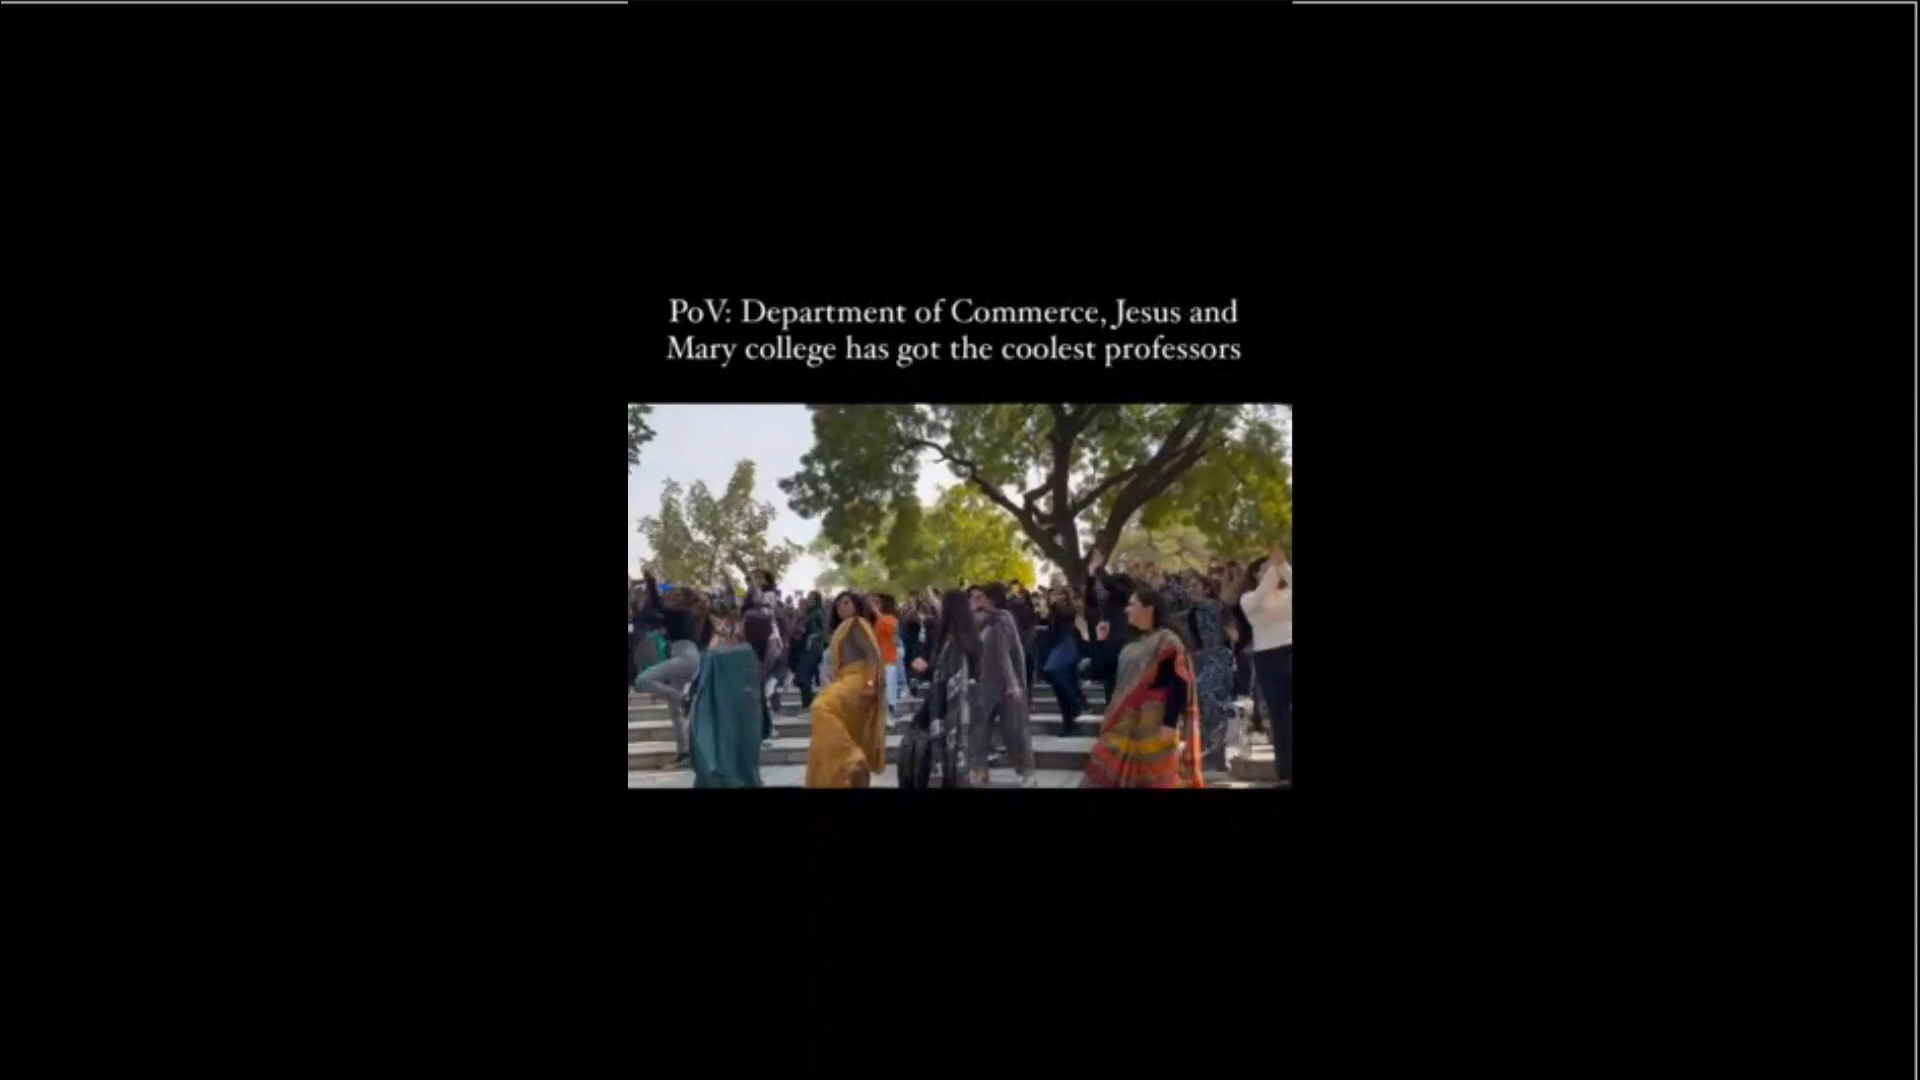 PoV: Department of Commerce, Jesus and
Mary college has got the coolest professors